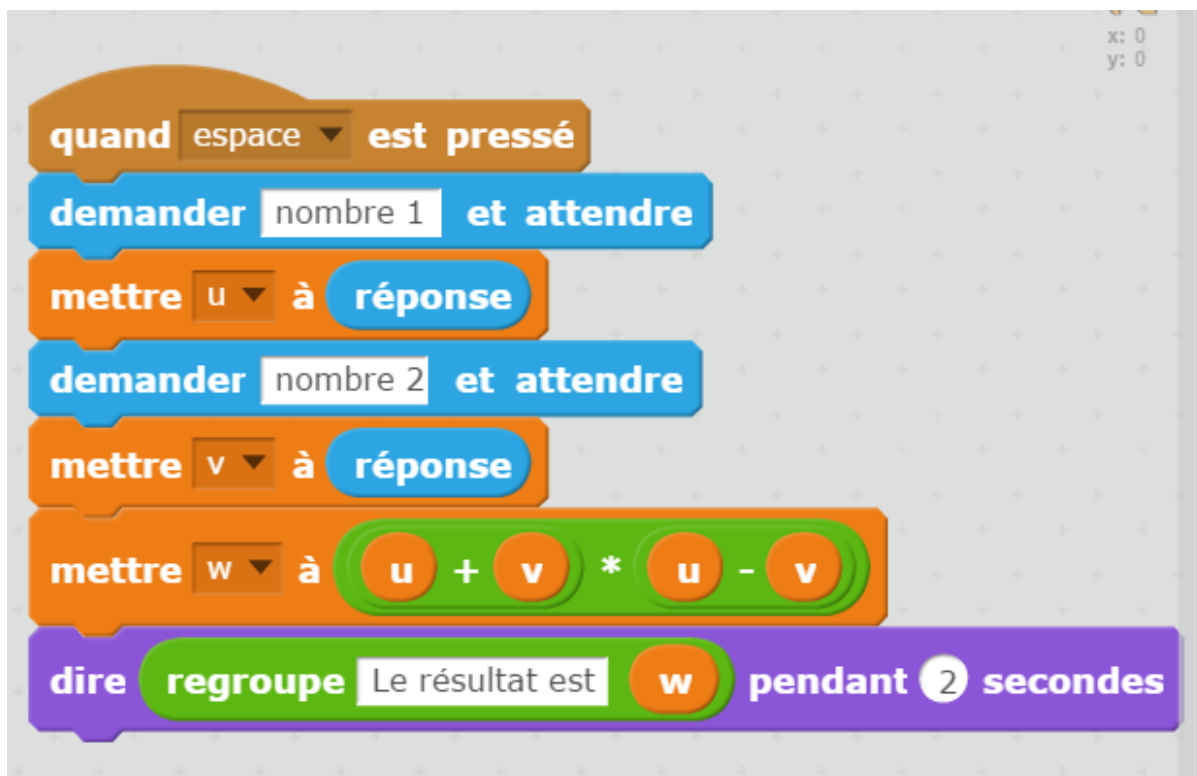 x: 0
y: 0
quand espace est pressé
demander nombre 1 et attendre
mettre u à réponse
demander nombre 2 et attendre
mettre v à réponse
mettre w à u + v * u - v
dire regroupe Le résultat est w pendant 2 secondes